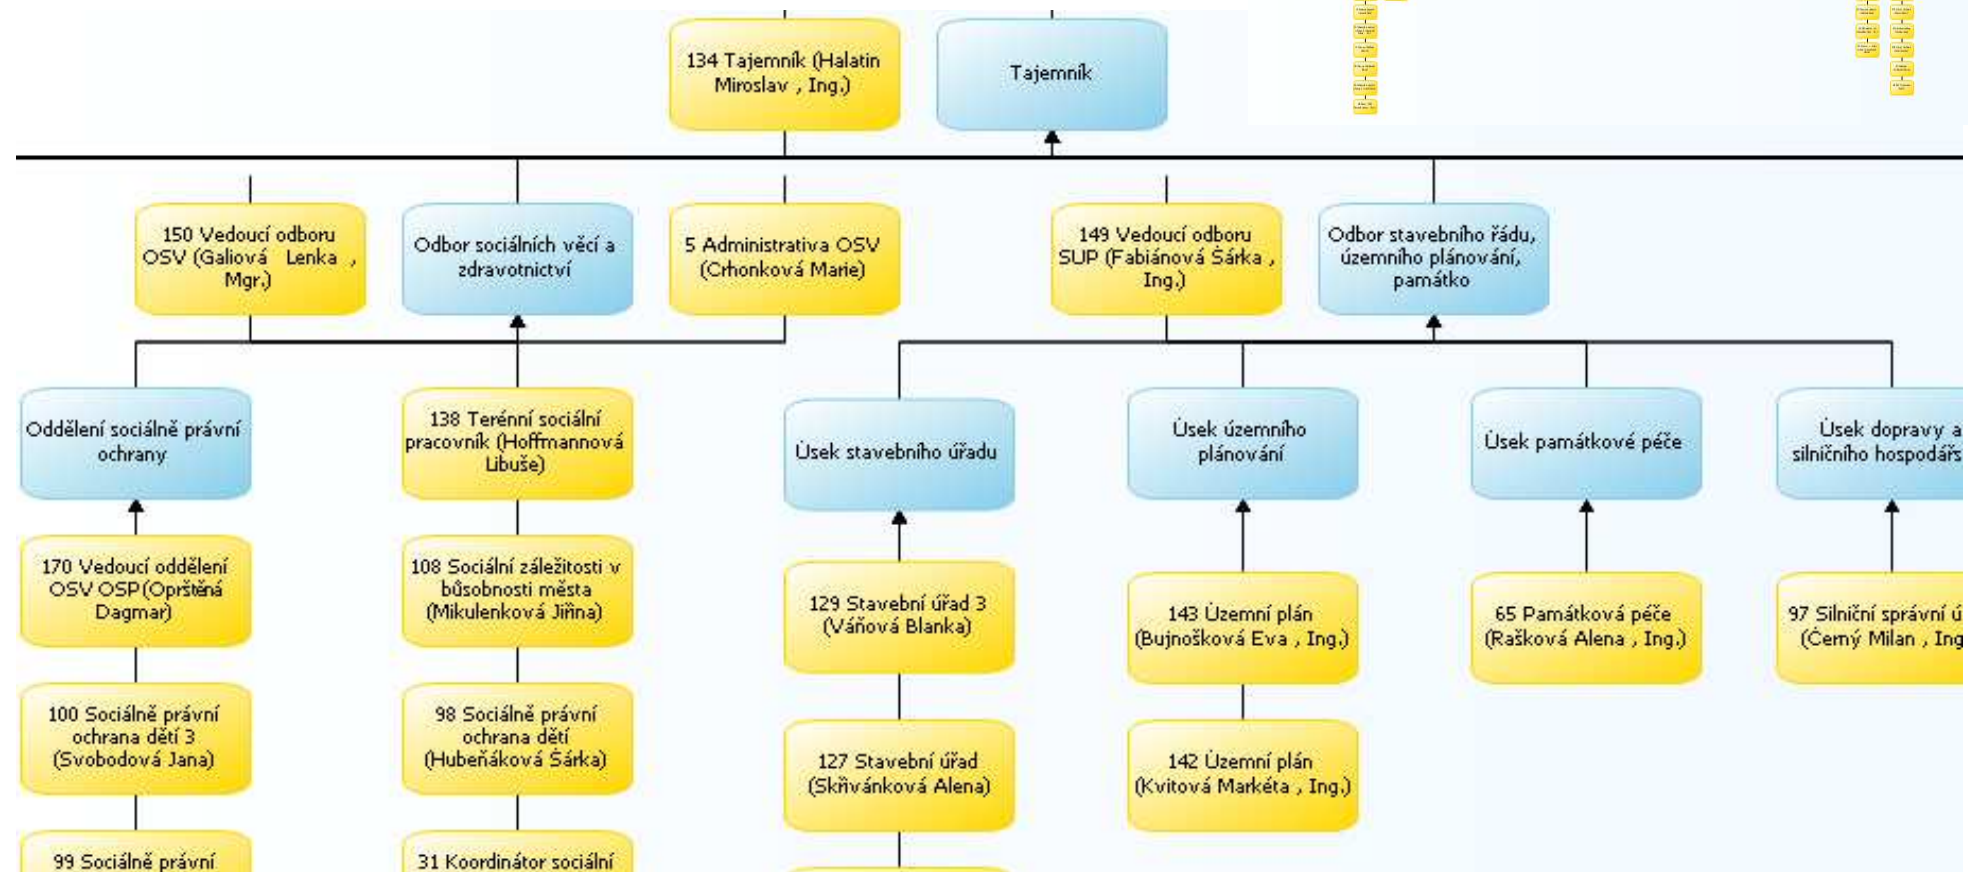 134 Tajemník (Halatin
Miroslav , Ing.)
Tajemník
150 Vedoucí odboru
OSV (Galiová Lenka ,
Mgr.)
Odbor sociálních věcí a
zdravotnictví
5 Administrativa OSV
(Crhonková Marie)
149 Vedoucí odboru
SUP (Fabiánová Šárka ,
Ing.)
Odbor stavebního řádu,
územního plánování,
památko
Oddělení sociálně právní
ochrany
138 Terénní sociální
pracovník (Hoffmannová
Libuše)
Úsek stavebního úřadu
Úsek územního
plánování
Úsek památkové péče
Úsek dopravy a
silničního hospodářs
170 Vedoucí oddělení
OSV OSP(Oprštěná
Dagmar)
108 Sociální záležitosti v
bůsobnosti města
(Mikulenková Jiřina)
129 Stavební úřad 3
(Váňová Blanka)
143 Územní plán
(Bujnošková Eva , Ing.)
65 Památková péče
(Rašková Alena , Ing.)
97 Silniční správní ú
(Černý Milan , Ing
100 Sociálně právní
ochrana dětí 3
(Svobodová Jana)
98 Sociálně právní
ochrana dětí
(Hubeňáková Šárka)
127 Stavební úřad
(Skřivánková Alena)
142 Územní plán
(Kvitová Markéta , Ing.)
99 Sociálně právní
31 Koordinátor sociální